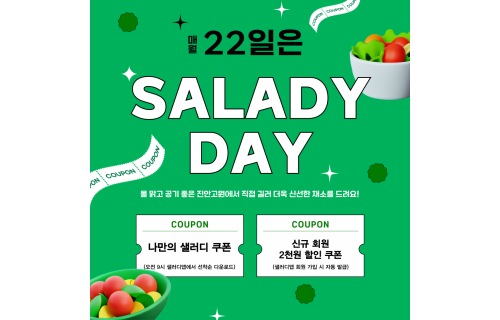 매월 22일은
SALADY
DAY
물 맑고 공기 좋은 진안고원에서 직접 길러 더욱 신선한 채소를 드려요!
COUPON
나만의 샐러디 쿠폰
(오전 9시 샐러디앱에서 선착순 다운로드)
COUPON
신규 회원
2천원 할인 쿠폰
(샐러디앱 회원 가입 시 자동 발급)
COUPON
COUPON
COUPON
COUPON
COUPON